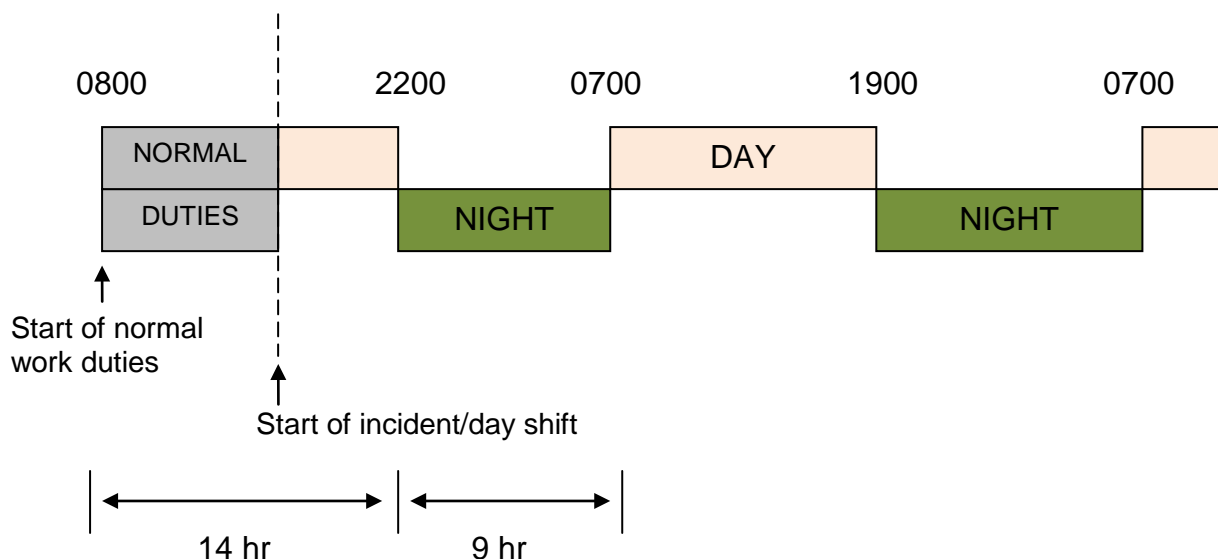 0800 2200 0700 1900 0700
NORMAL DAY
DUTIES NIGHT NIGHT
Start of normal
work duties
Start of incident/day shift
14 hr 9 hr